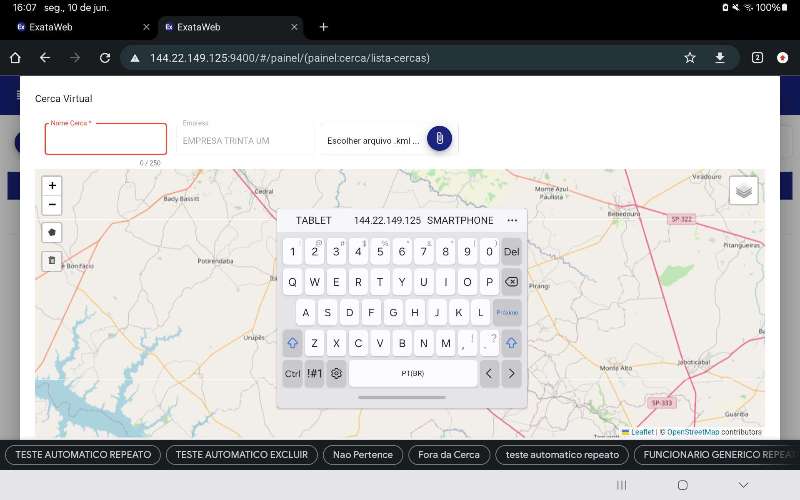 16:07 seg., 10 de jun. 100%
ExataWeb ExataWeb
144.22.149.125:9400/#/painel/(painel:cerca/lista-cercas) 2
Cerca Virtual
Nome Cerca * Empresa
EMPRESA TRINTA UM Escolher arquivo .kml ...
0 / 250
Viradouro
Bady Bassitt Cedral Monte Azul Paulista Bebedouro SP-322
Pitangueiras
e Bonifácio Potirendaba Pirangi
Urupês Jaboticabal
Monte Alto
SP-333 Guariba
TABLET 144.22.149.125 SMARTPHONE ...
1 2 3 4 5 6 7 8 9 0 Del
Q W E R T Y U I O P
A S D F G H J K L Próximo
Z X C V B N M , ! . ?
Ctrl !#1 PT(BR) < >
Leaflet | © OpenStreetMap contributors
TESTE AUTOMATICO REPEATO TESTE AUTOMATICO EXCLUIR Nao Pertence Fora da Cerca teste automatico repeato FUNCIONARIO GENERICO REPEAT